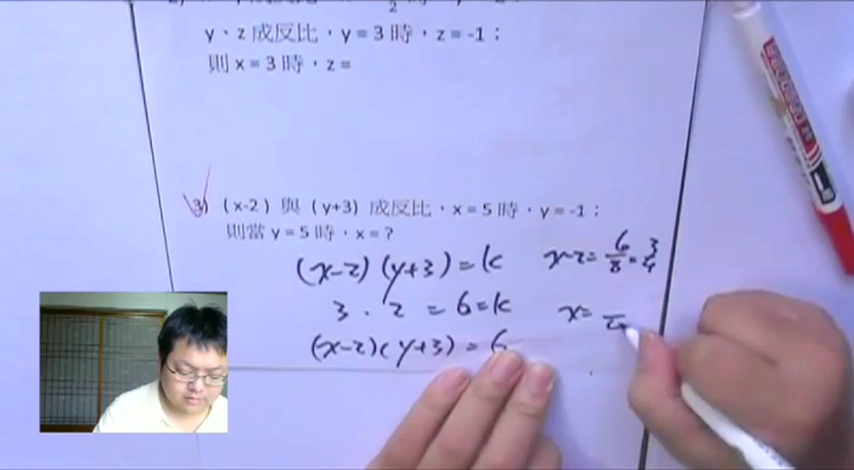 y、z 成反比，y = 3 時，z = -1；
則 x = 3 時，z =
3) (x-2) 與 (y+3) 成反比，x = 5 時，y = -1；
則當 y = 5 時，x = ?
(x-2)(y+3)=k
x-2=6/8=3/4
3．2=6=k
x=
(x-2)(y+3)=6